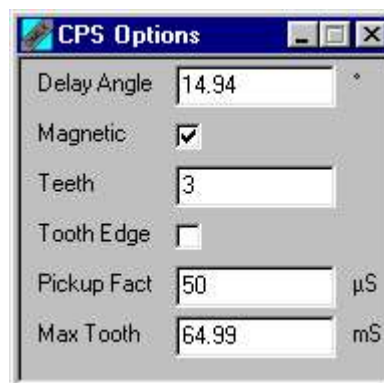 CPS Options
Delay Angle 14.94 °
Magnetic
Teeth 3
Tooth Edge
Pickup Fact 50 µS
Max Tooth 64.99 mS